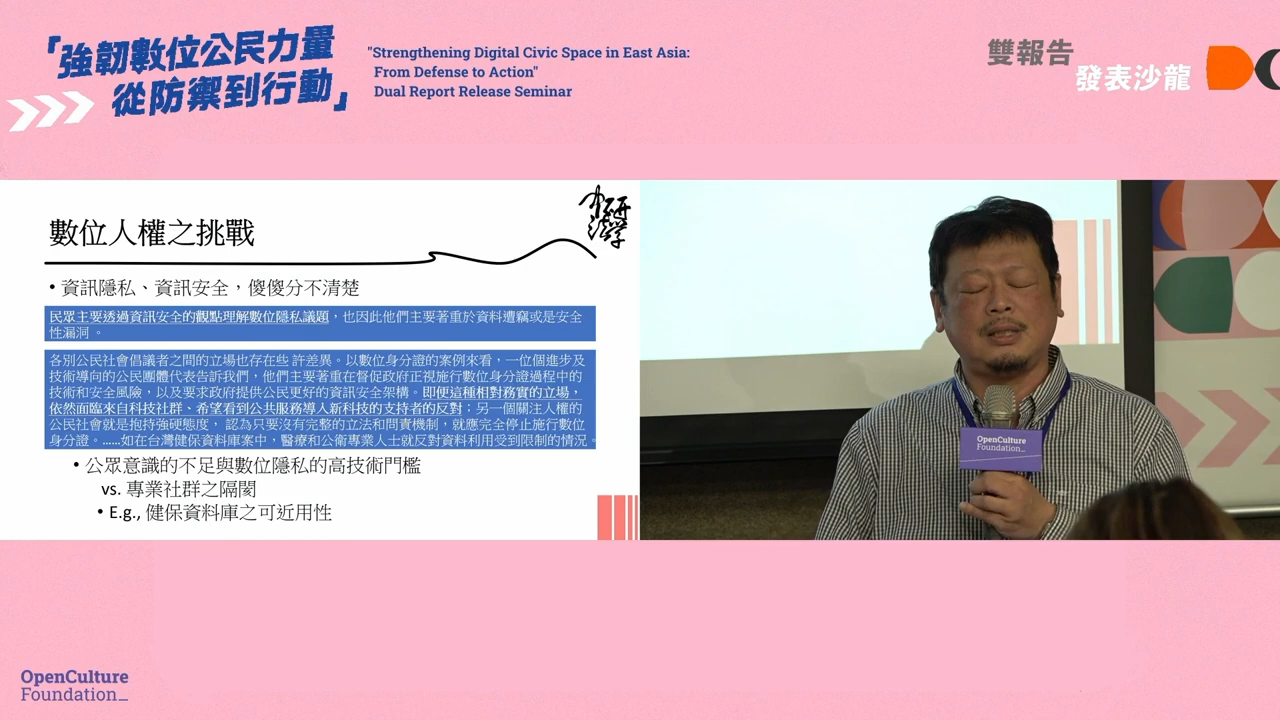 「強韌數位公民力量
從防禦到行動」
"Strengthening Digital Civic Space in East Asia:
From Defense to Action"
Dual Report Release Seminar
雙報告
發表沙龍
數位人權之挑戰
• 資訊隱私、資訊安全，傻傻分不清楚
民眾主要透過資訊安全的觀點理解數位隱私議題，也因此他們主要著重於資料遭竊或是安全
性漏洞 。
各別公民社會倡議者之間的立場也存在些 許差異。以數位身分證的案例來看，一位個進步及
技術導向的公民團體代表告訴我們，他們主要著重在督促政府正視施行數位身分證過程中的
技術和安全風險，以及要求政府提供公民更好的資訊安全架構。即便這種相對務實的立場，
依然面臨來自科技社群、希望看到公共服務導入新科技的支持者的反對；另一個關注人權的
公民社會就是抱持強硬態度， 認為只要沒有完整的立法和問責機制，就應完全停止施行數位
身分證。……如在台灣健保資料庫案中，醫療和公衛專業人士就反對資料利用受到限制的情況。
• 公眾意識的不足與數位隱私的高技術門檻
vs. 專業社群之隔閡
• E.g., 健保資料庫之可近用性
OpenCulture
Foundation_
OpenCulture
Foundation_